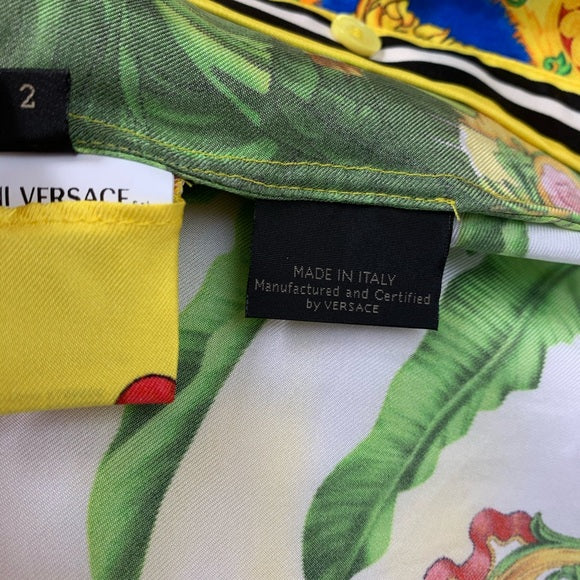 2
VERSACE
MADE IN ITALY
Manufactured and Certified
by VERSACE